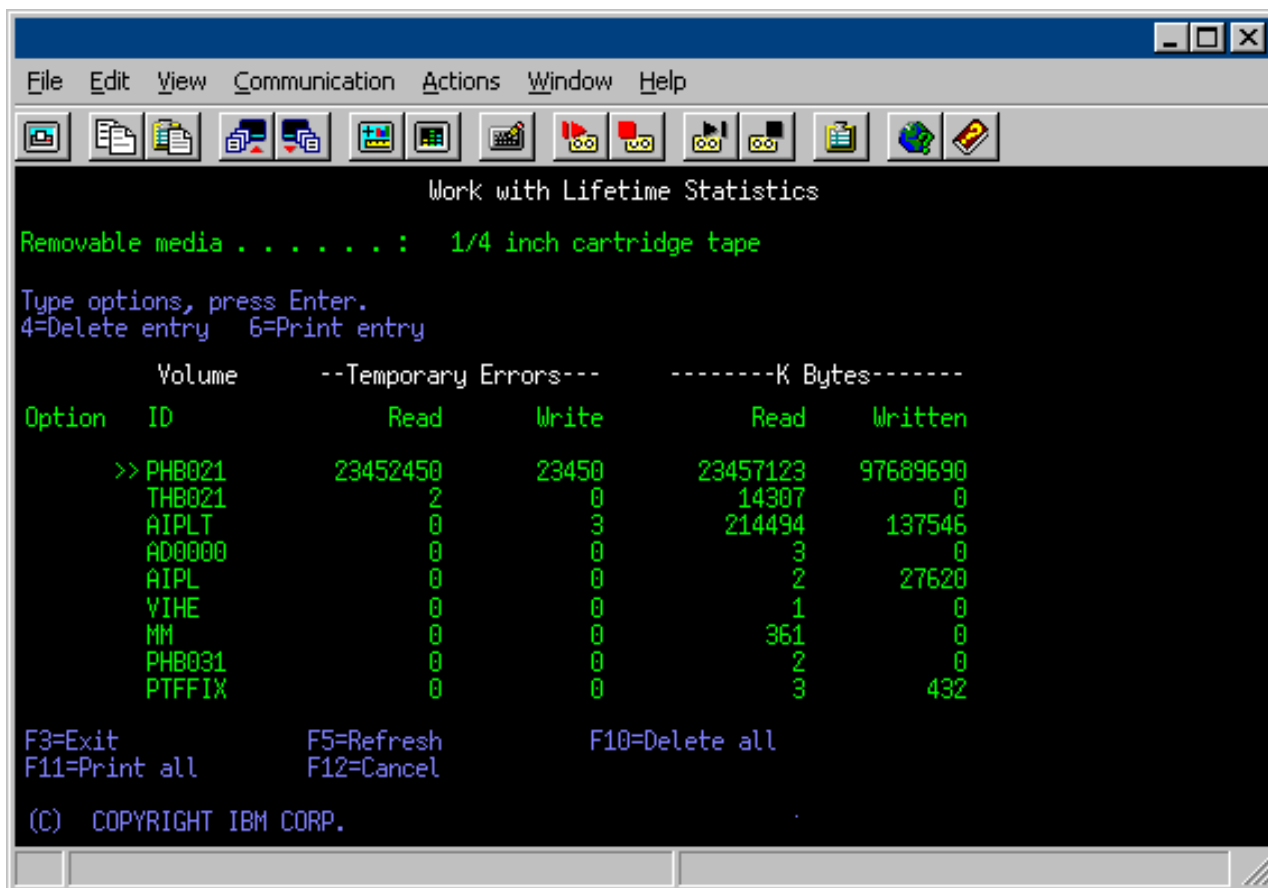 File Edit View Communication Actions Window Help
Work with Lifetime Statistics
Removable media . . . . . . :   1/4 inch cartridge tape
Type options, press Enter.
4=Delete entry   6=Print entry
Volume   --Temporary Errors---   --------K Bytes-------
Option   ID   Read   Write   Read   Written
>> PHB021   23452450   23450   23457123   97689690
THB021   2   0   14307   0
AIPLT   0   3   214494   137546
AD0000   0   0   3   0
AIPL   0   0   2   27620
VIHE   0   0   1   0
MM   0   0   361   0
PHB031   0   0   2   0
PTFFIX   0   0   3   432
F3=Exit   F5=Refresh   F10=Delete all
F11=Print all   F12=Cancel
(C)  COPYRIGHT IBM CORP.